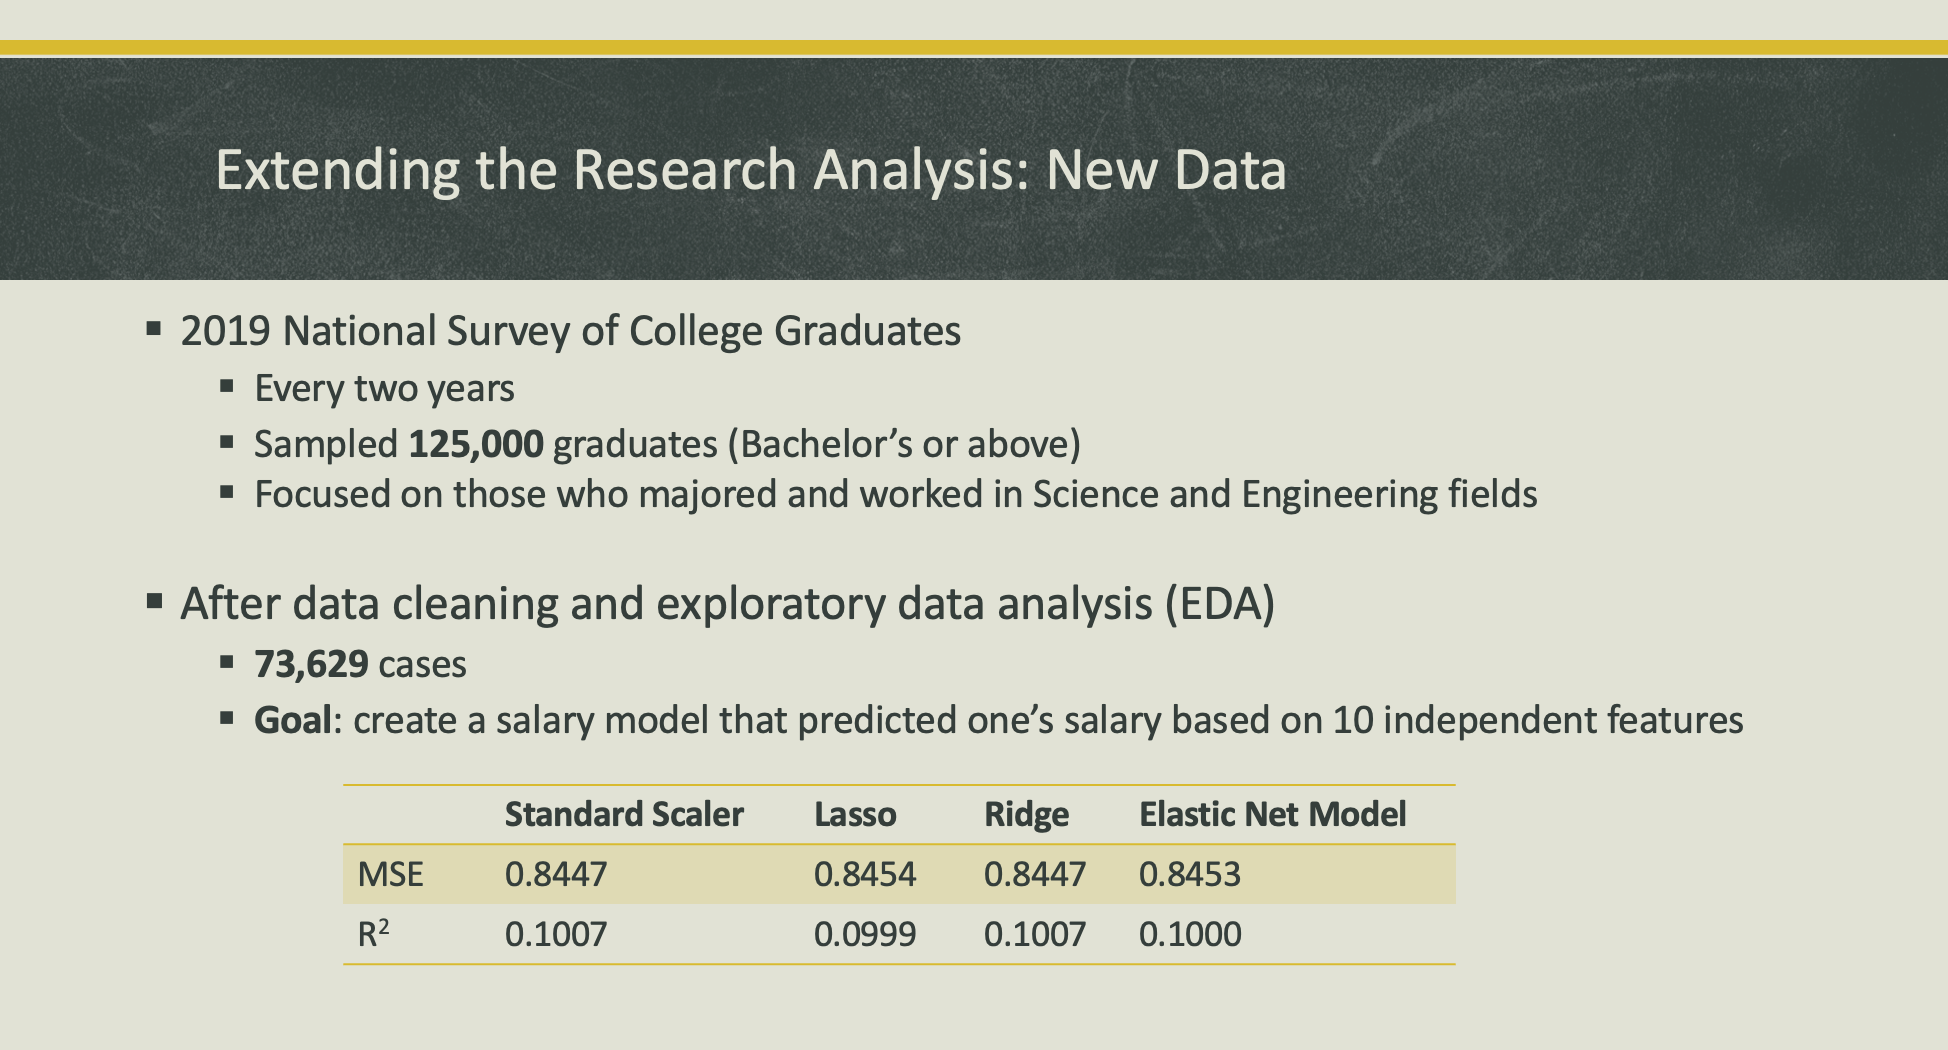 Extending the Research Analysis: New Data
▪ 2019 National Survey of College Graduates
▪ Every two years
▪ Sampled 125,000 graduates (Bachelor’s or above)
▪ Focused on those who majored and worked in Science and Engineering fields
▪ After data cleaning and exploratory data analysis (EDA)
▪ 73,629 cases
▪ Goal: create a salary model that predicted one’s salary based on 10 independent features
Standard Scaler Lasso Ridge Elastic Net Model
MSE 0.8447 0.8454 0.8447 0.8453
R² 0.1007 0.0999 0.1007 0.1000